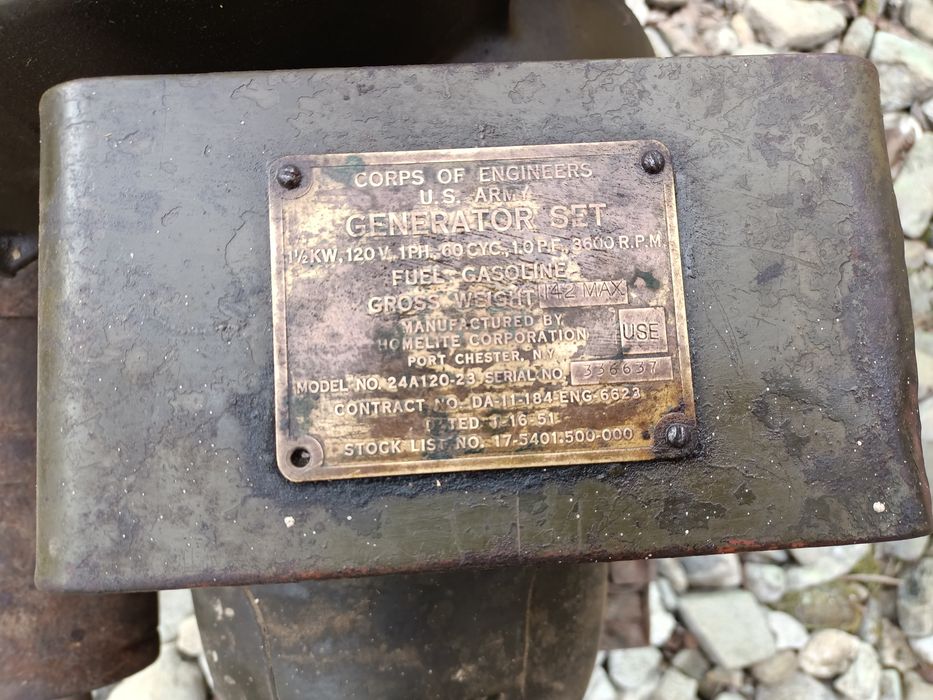 CORPS OF ENGINEERS
U.S. ARMY
GENERATOR SET
1½ KW, 120 V., 1PH., 60 CYC., 1.0 P.F., 3600 R.P.M.
FUEL-GASOLINE
GROSS WEIGHT 142 MAX
MANUFACTURED BY
HOMELITE CORPORATION
USE
PORT CHESTER, N.Y.
MODEL NO. 24A120-23 SERIAL NO. 336637
CONTRACT NO. DA-11-184-ENG-6623
DATED 1-16-51
STOCK LIST NO. 17-5401.500-000